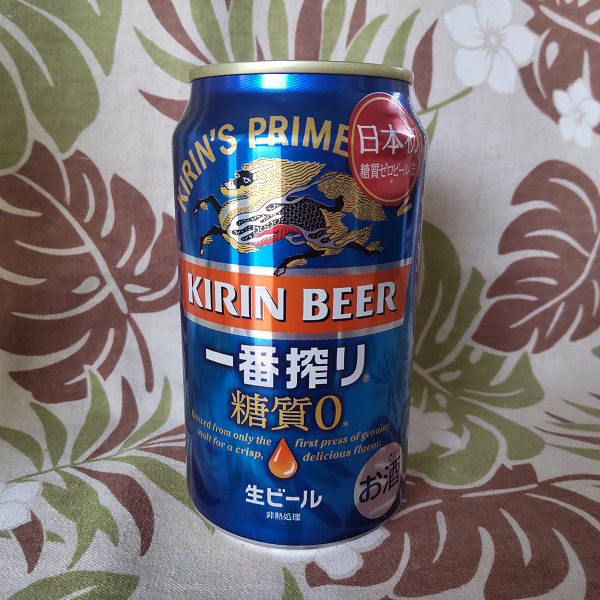 KIRIN'S PRIME
日本初
糖質ゼロビール
KIRIN BEER
一番搾り®
糖質0*
Brewed from only the first press of genuine
malt for a crisp, delicious flavor.
生ビール
非熱処理
お酒